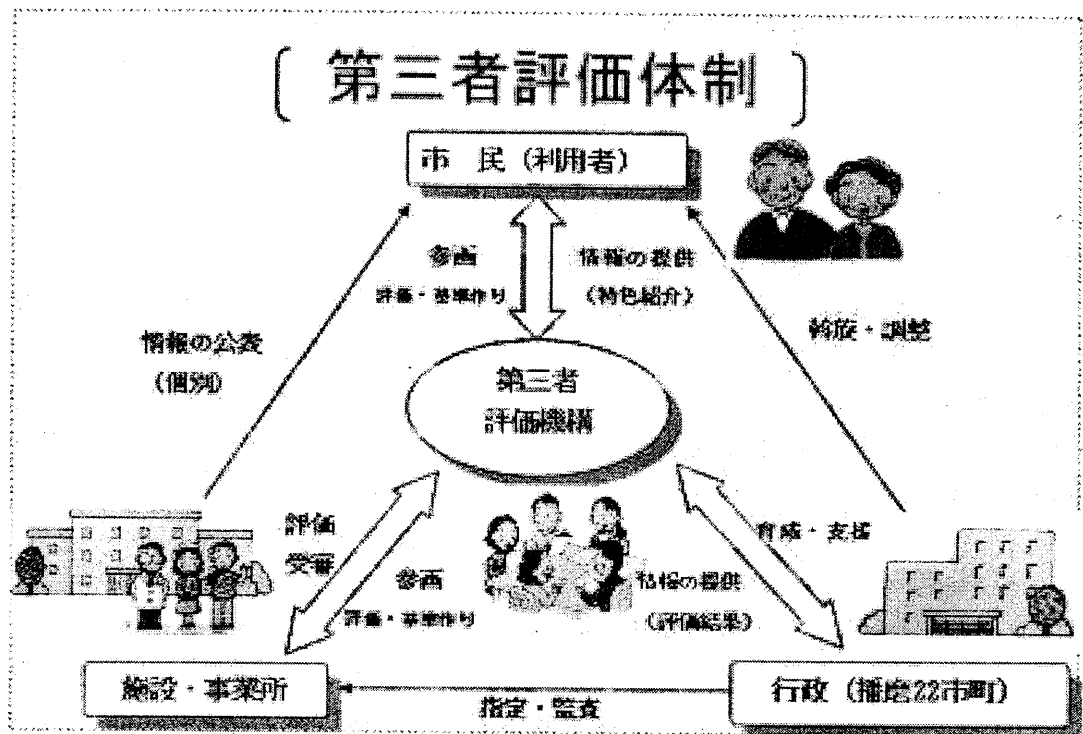 〔第三者評価体制〕
市 民（利用者）
参画
評価・基準作り
情報の提供
（特色紹介）
情報の公表
（個別）
斡旋・調整
第三者
評価機構
評価
受審
参画
評価・基準作り
情報の提供
（評価結果）
育成・支援
施設・事業所
指定・監査
行政（播磨22市町）